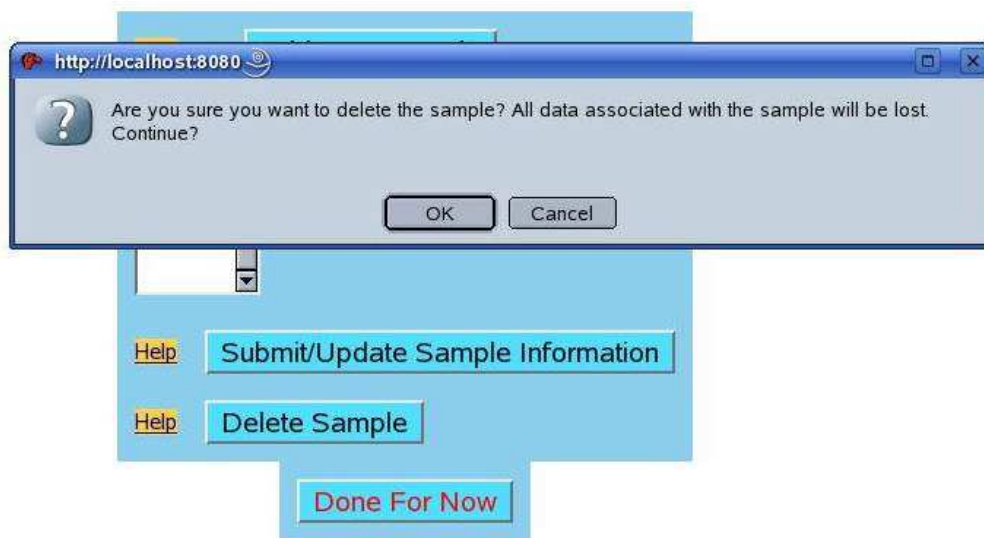 http://localhost:8080
Are you sure you want to delete the sample? All data associated with the sample will be lost.
Continue?
OK
Cancel
Help
Submit/Update Sample Information
Help
Delete Sample
Done For Now